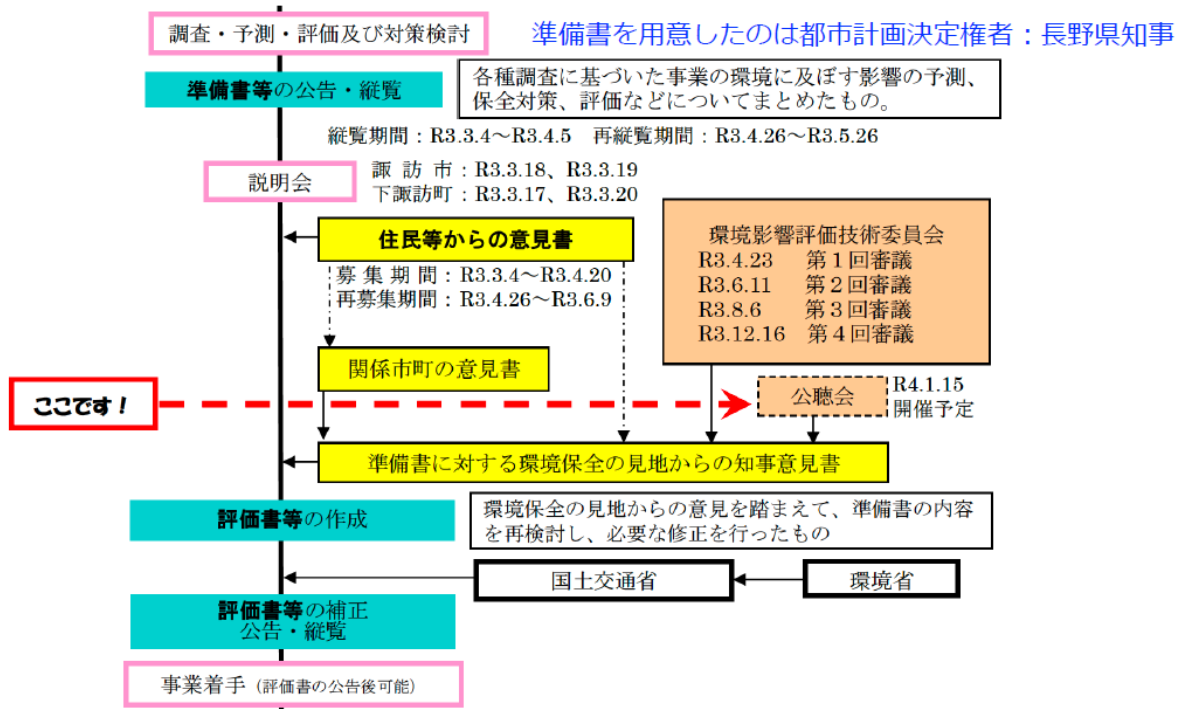 調査・予測・評価及び対策検討
準備書を用意したのは都市計画決定権者：長野県知事
準備書等の公告・縦覧
各種調査に基づいた事業の環境に及ぼす影響の予測、
保全対策、評価などについてまとめたもの。
縦覧期間：R3.3.4～R3.4.5　再縦覧期間：R3.4.26～R3.5.26
説明会
諏 訪 市：R3.3.18、R3.3.19
下諏訪町：R3.3.17、R3.3.20
住民等からの意見書
募 集 期 間：R3.3.4～R3.4.20
再募集期間：R3.4.26～R3.6.9
環境影響評価技術委員会
R3.4.23　第１回審議
R3.6.11　第２回審議
R3.8.6　第３回審議
R3.12.16　第４回審議
関係市町の意見書
ここです！
公聴会
R4.1.15
開催予定
準備書に対する環境保全の見地からの知事意見書
評価書等の作成
環境保全の見地からの意見を踏まえて、準備書の内容
を再検討し、必要な修正を行ったもの
国土交通省
環境省
評価書等の補正
公告・縦覧
事業着手（評価書の公告後可能）